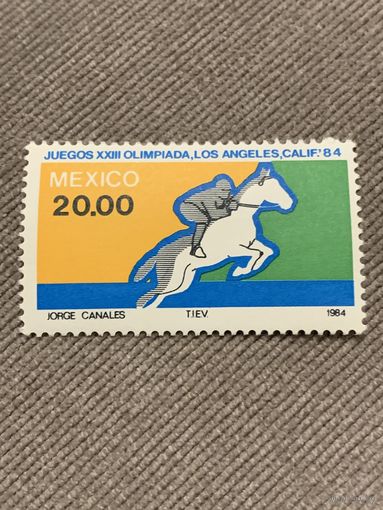 JUEGOS XXIII OLIMPIADA, LOS ANGELES, CALIF.' 84
MEXICO
20.00
JORGE CANALES T.I.E.V. 1984